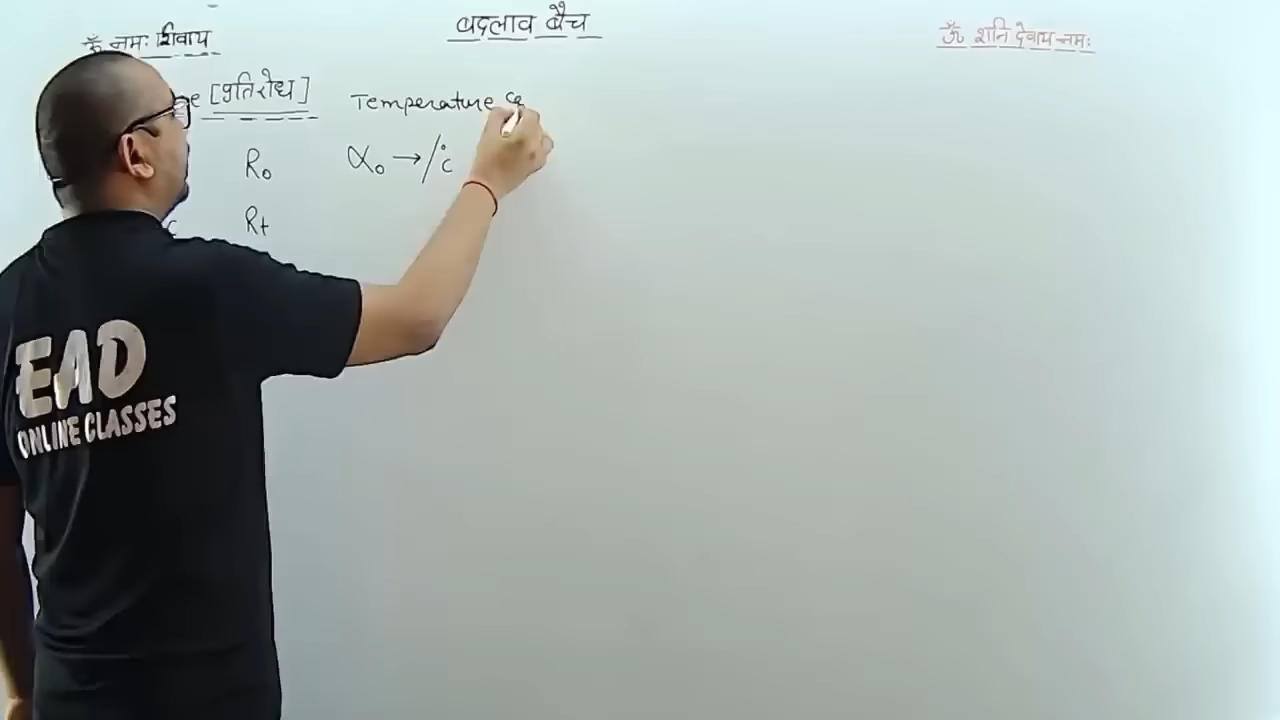 ॐ नमः शिवाय
बदलाव बैच
ॐ शनि देवाय नमः
[प्रतिरोध] Temperature
R₀ α₀ → /°c
Rt
EAD
ONLINE CLASSES